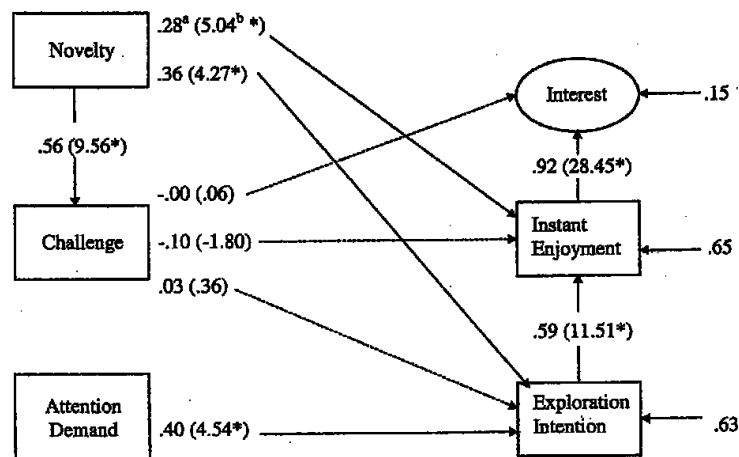 .28ᵃ (5.04ᵇ *)
Novelty
.36 (4.27*)
Interest
.15
.56 (9.56*)
.92 (28.45*)
-.00 (.06)
Challenge
-.10 (-1.80)
Instant
Enjoyment
.65
.03 (.36)
.59 (11.51*)
Attention
Demand
.40 (4.54*)
Exploration
Intention
.63